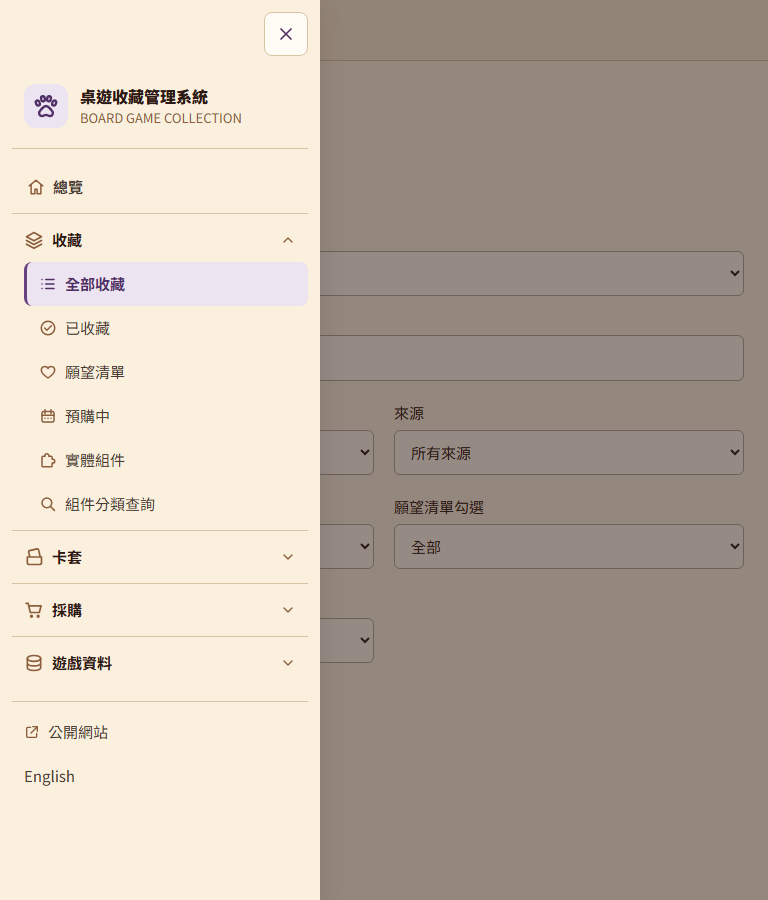 桌遊收藏管理系統
BOARD GAME COLLECTION
總覽
收藏
全部收藏
已收藏
願望清單
預購中
實體組件
組件分類查詢
卡套
採購
遊戲資料
公開網站
English
來源
所有來源
願望清單勾選
全部